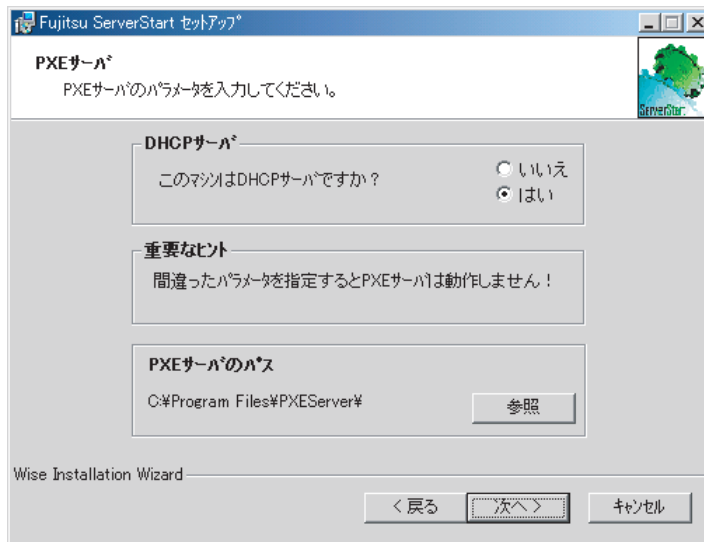 Fujitsu ServerStart ｾｯﾄｱｯﾌﾟ
PXEｻｰﾊﾞ
PXEｻｰﾊﾞのﾊﾟﾗﾒｰﾀを入力してください。
ServerStart
DHCPｻｰﾊﾞ
このﾏｼﾝはDHCPｻｰﾊﾞですか？
いいえ
はい
重要なﾋﾝﾄ
間違ったﾊﾟﾗﾒｰﾀを指定するとPXEｻｰﾊﾞは動作しません！
PXEｻｰﾊﾞのﾊﾟｽ
C:¥Program Files¥PXEServer¥
参照
Wise Installation Wizard
＜戻る
次へ＞
ｷｬﾝｾﾙ